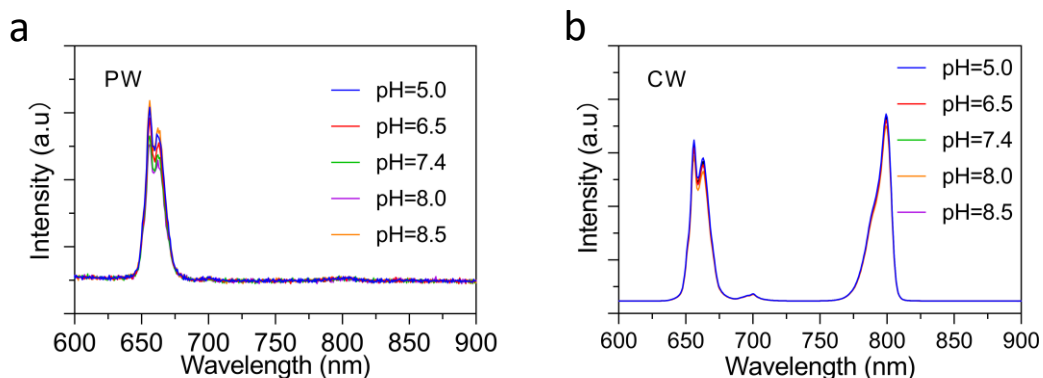 a
PW
pH=5.0
pH=6.5
pH=7.4
pH=8.0
pH=8.5
Intensity (a.u)
600 650 700 750 800 850 900
Wavelength (nm)
b
CW
pH=5.0
pH=6.5
pH=7.4
pH=8.0
pH=8.5
Intensity (a.u)
600 650 700 750 800 850 900
Wavelength (nm)